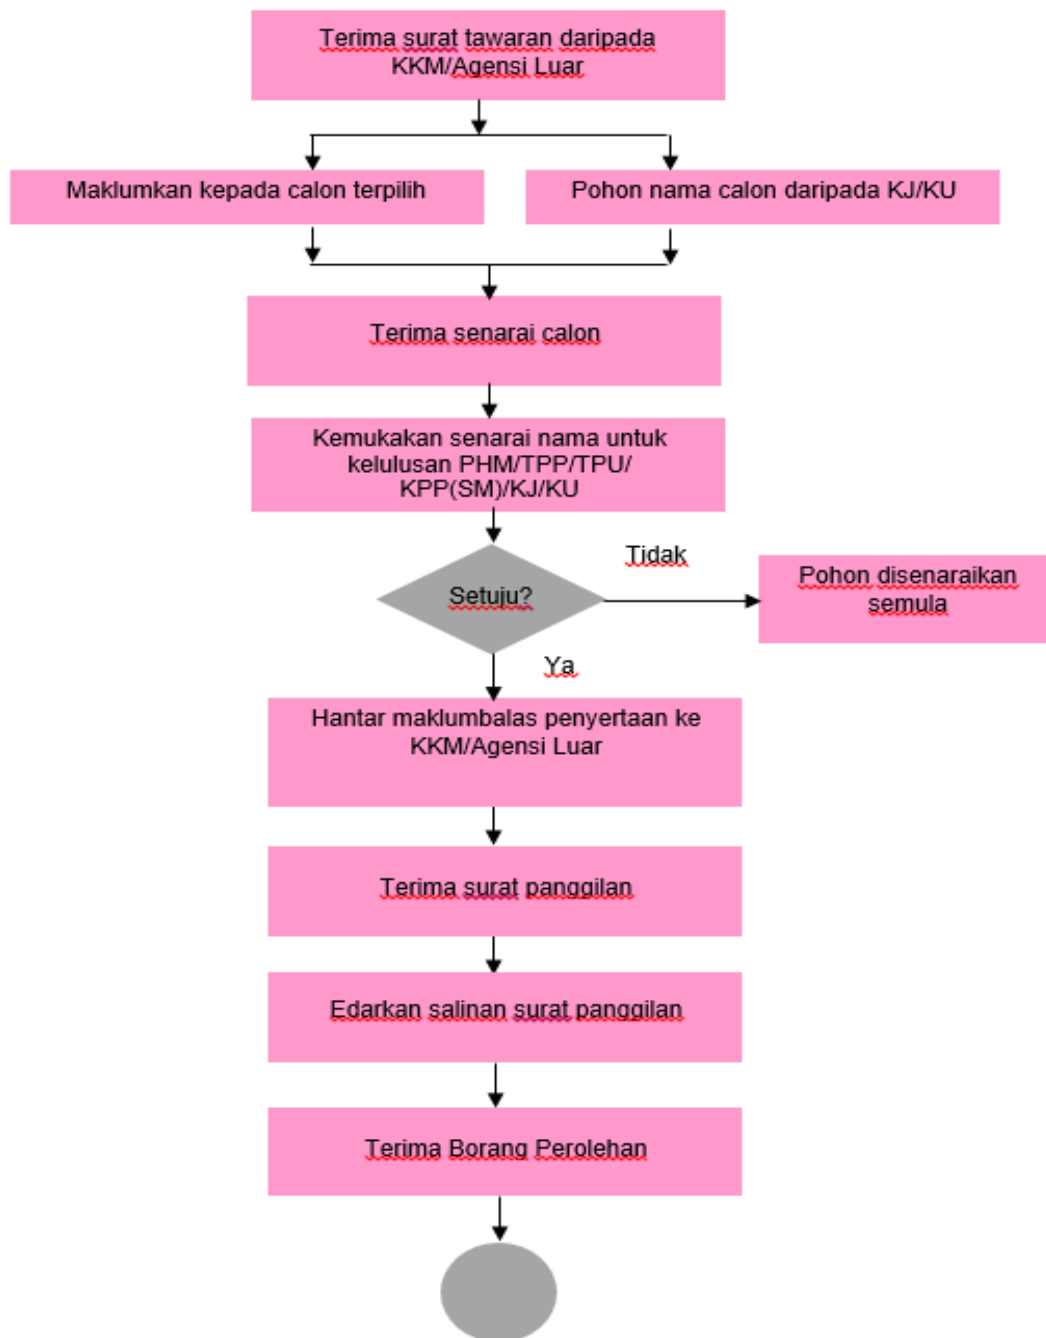 Terima surat tawaran daripada
KKM/Agensi Luar
Maklumkan kepada calon terpilih
Pohon nama calon daripada KJ/KU
Terima senarai calon
Kemukakan senarai nama untuk
kelulusan PHM/TPP/TPU/
KPP(SM)/KJ/KU
Setuju?
Tidak
Pohon disenaraikan
semula
Ya
Hantar maklumbalas penyertaan ke
KKM/Agensi Luar
Terima surat panggilan
Edarkan salinan surat panggilan
Terima Borang Perolehan